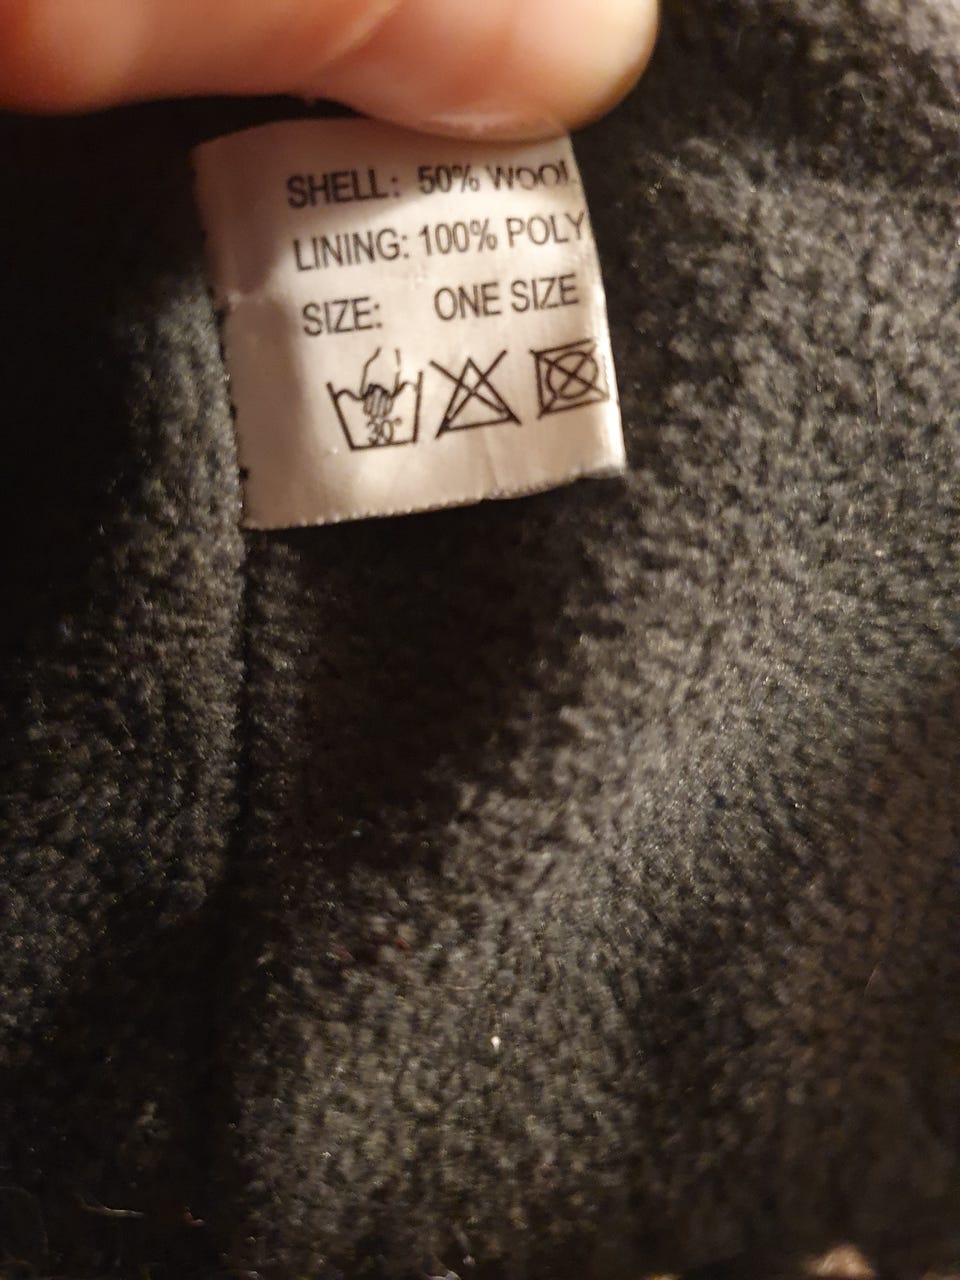 SHELL: 50% WOOL
LINING: 100% POLY
SIZE: ONE SIZE
30°